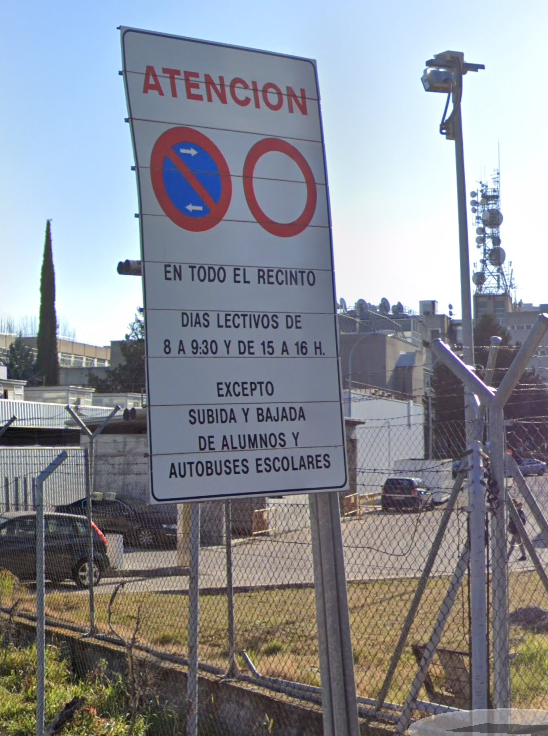 ATENCION
EN TODO EL RECINTO
DIAS LECTIVOS DE
8 A 9:30 Y DE 15 A 16 H.
EXCEPTO
SUBIDA Y BAJADA
DE ALUMNOS Y
AUTOBUSES ESCOLARES